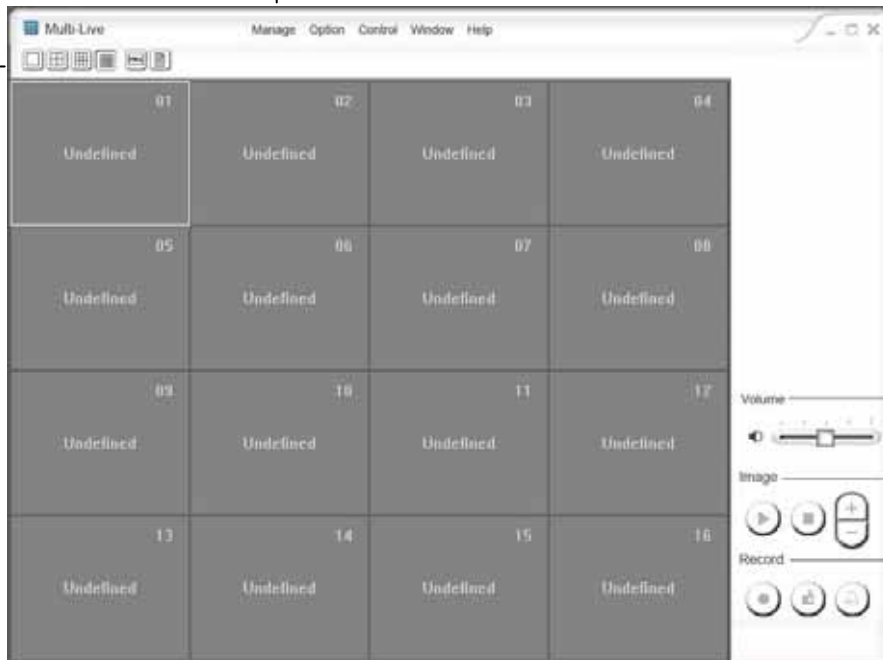 Multi-Live Manage Option Control Window Help
01 02 03 04
Undefined Undefined Undefined Undefined
05 06 07 08
Undefined Undefined Undefined Undefined
09 10 11 12
Undefined Undefined Undefined Undefined
Volume
Image
13 14 15 16
Record
Undefined Undefined Undefined Undefined